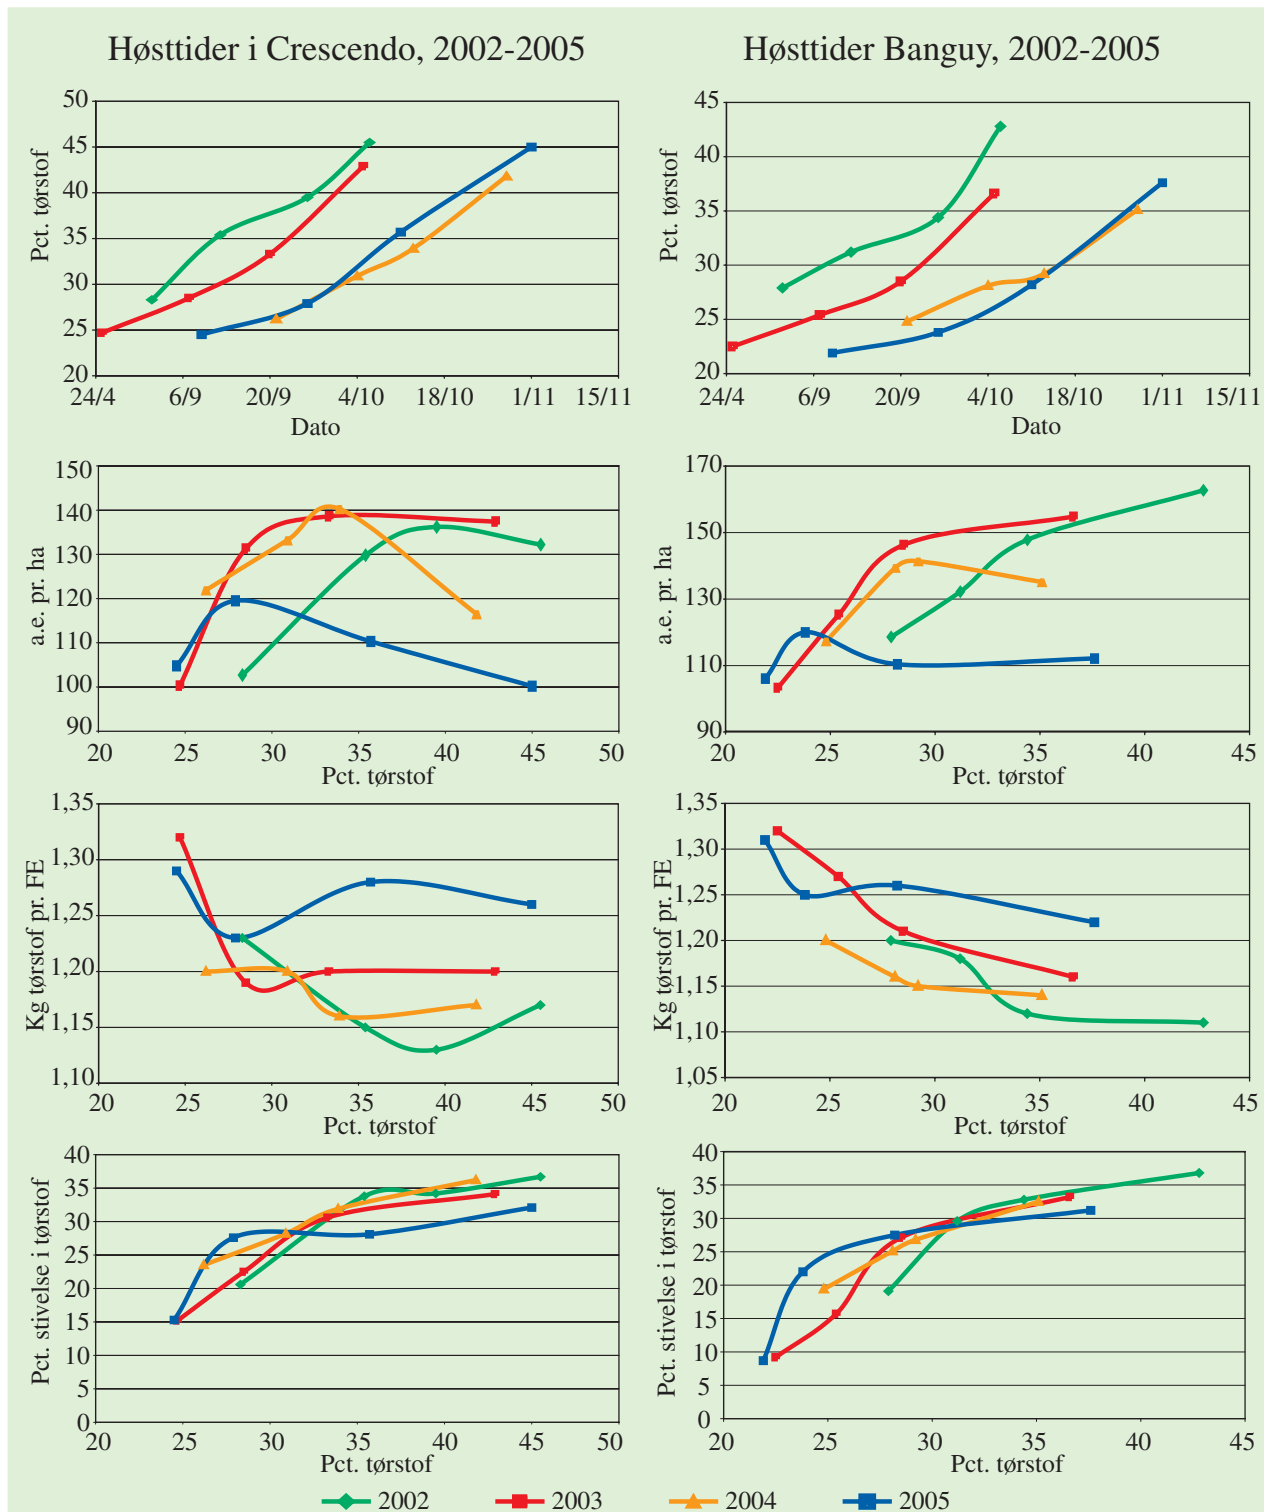 Høsttider i Crescendo, 2002-2005
Høsttider Banguy, 2002-2005
Pct. tørstof
50
45
40
35
30
25
20
24/4 6/9 20/9 4/10 18/10 1/11 15/11
Dato
Pct. tørstof
45
40
35
30
25
20
24/4 6/9 20/9 4/10 18/10 1/11 15/11
Dato
a.e. pr. ha
150
140
130
120
110
100
90
20 25 30 35 40 45 50
Pct. tørstof
a.e. pr. ha
170
150
130
110
90
20 25 30 35 40 45
Pct. tørstof
Kg tørstof pr. FE
1,35
1,30
1,25
1,20
1,15
1,10
20 25 30 35 40 45 50
Pct. tørstof
Kg tørstof pr. FE
1,35
1,30
1,25
1,20
1,15
1,10
1,05
20 25 30 35 40 45
Pct. tørstof
Pct. stivelse i tørstof
40
35
30
25
20
15
10
5
0
20 25 30 35 40 45 50
Pct. tørstof
Pct. stivelse i tørstof
40
35
30
25
20
15
10
5
0
20 25 30 35 40 45
Pct. tørstof
2002 2003 2004 2005